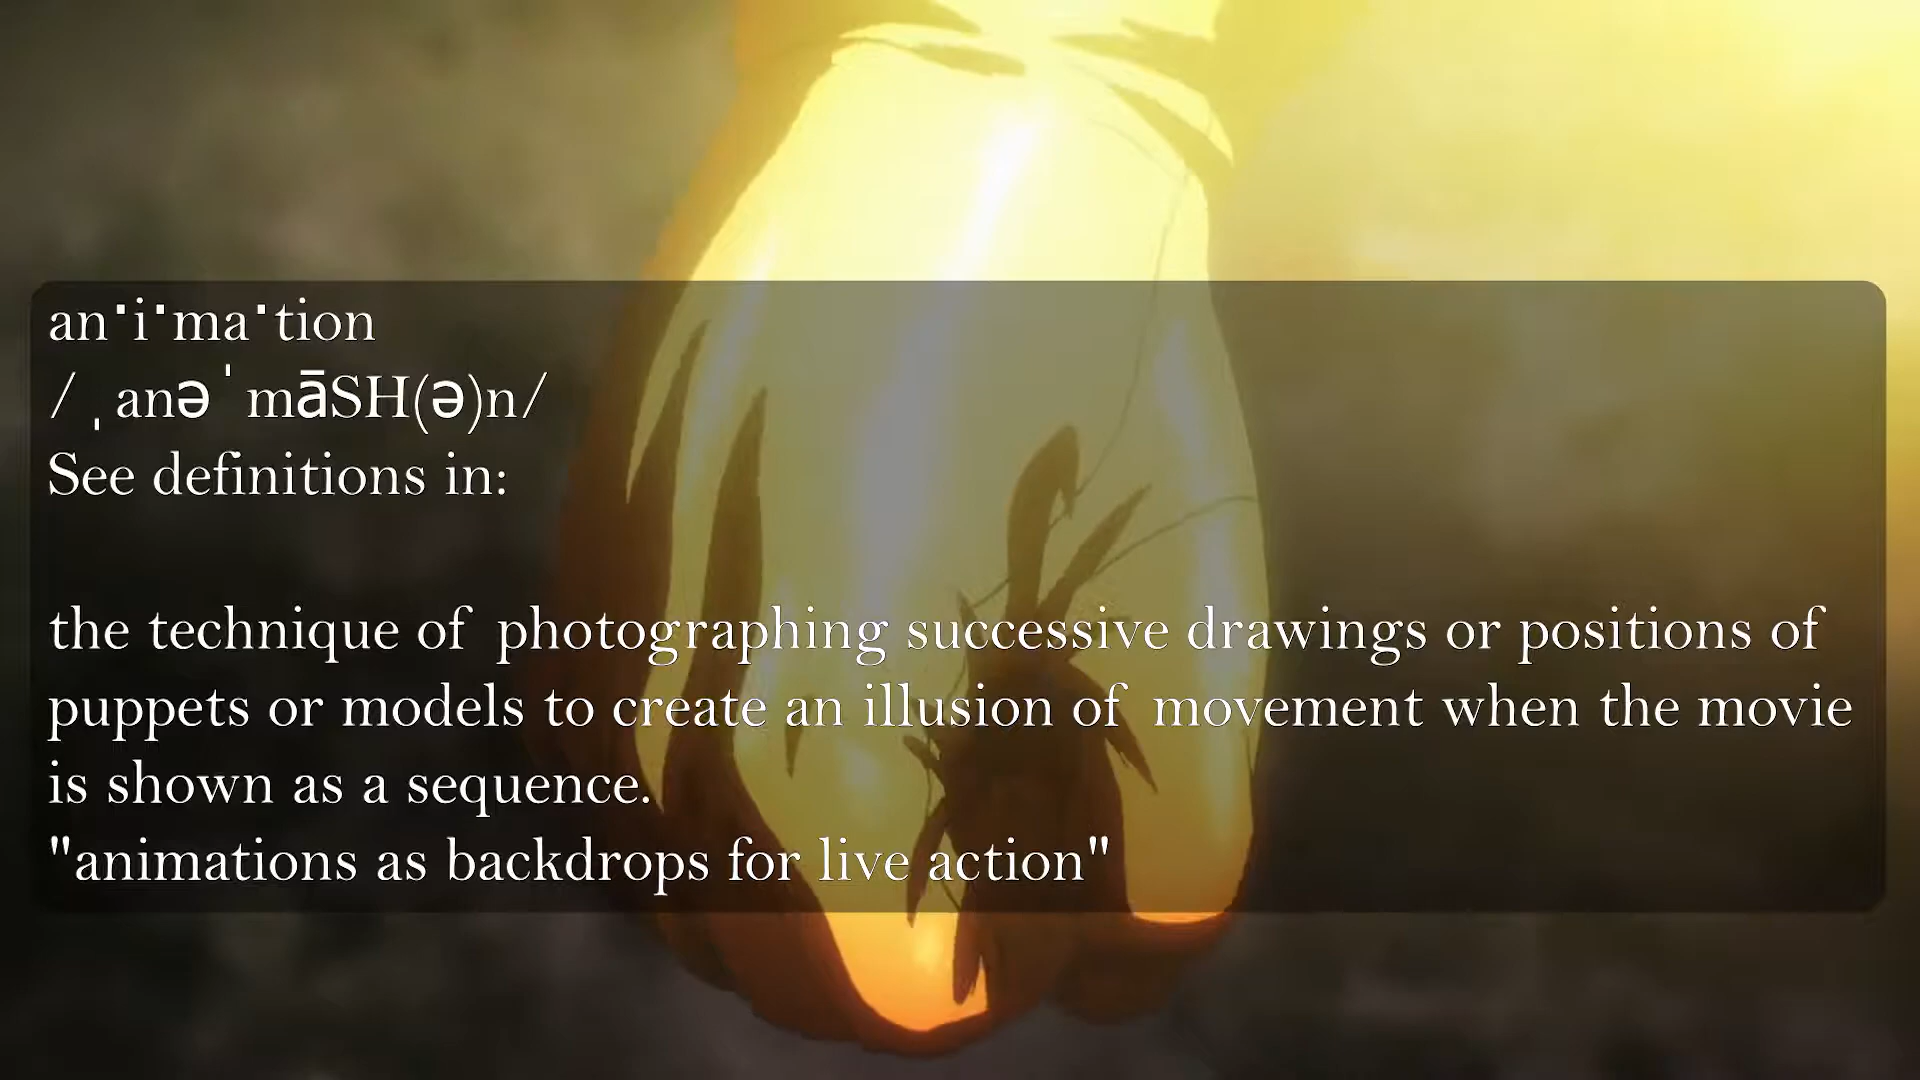 an·i·ma·tion
/ˌanəˈmāSH(ə)n/
See definitions in:
the technique of photographing successive drawings or positions of
puppets or models to create an illusion of movement when the movie
is shown as a sequence.
"animations as backdrops for live action"